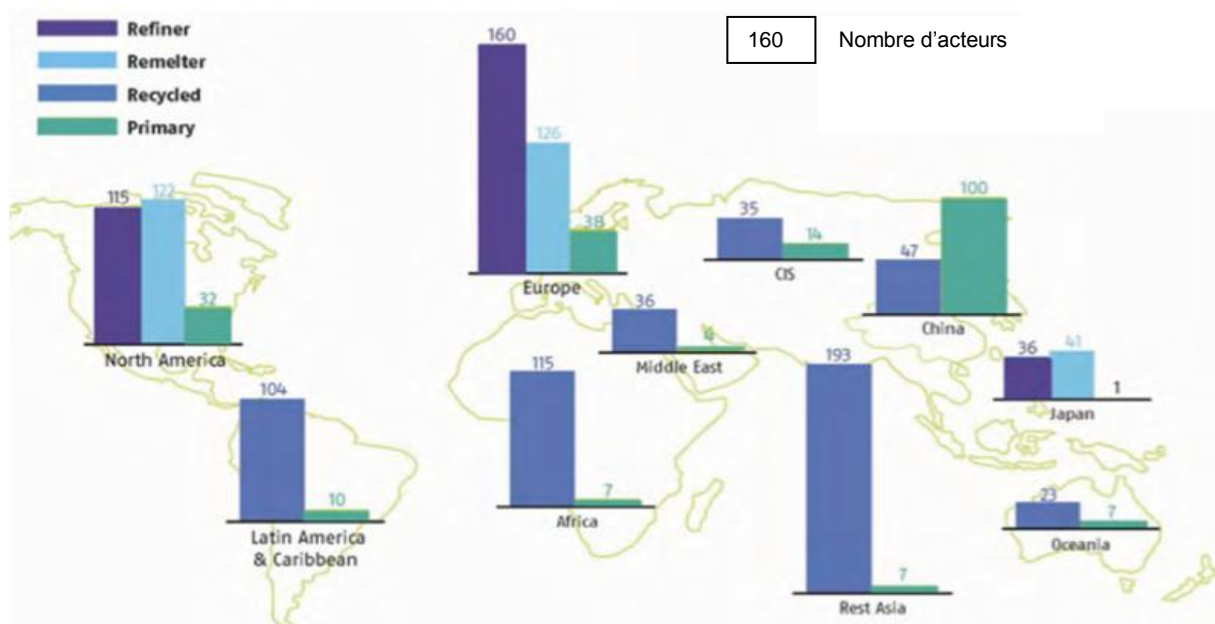 Refiner
Remelter
Recycled
Primary
160 Nombre d'acteurs
115 122 32
North America
160 126 38
Europe
35 14
CIS
47 100
China
36
Middle East
36 41 1
Japan
104 10
Latin America
& Caribbean
115 7
Africa
193 7
Rest Asia
23 7
Oceania